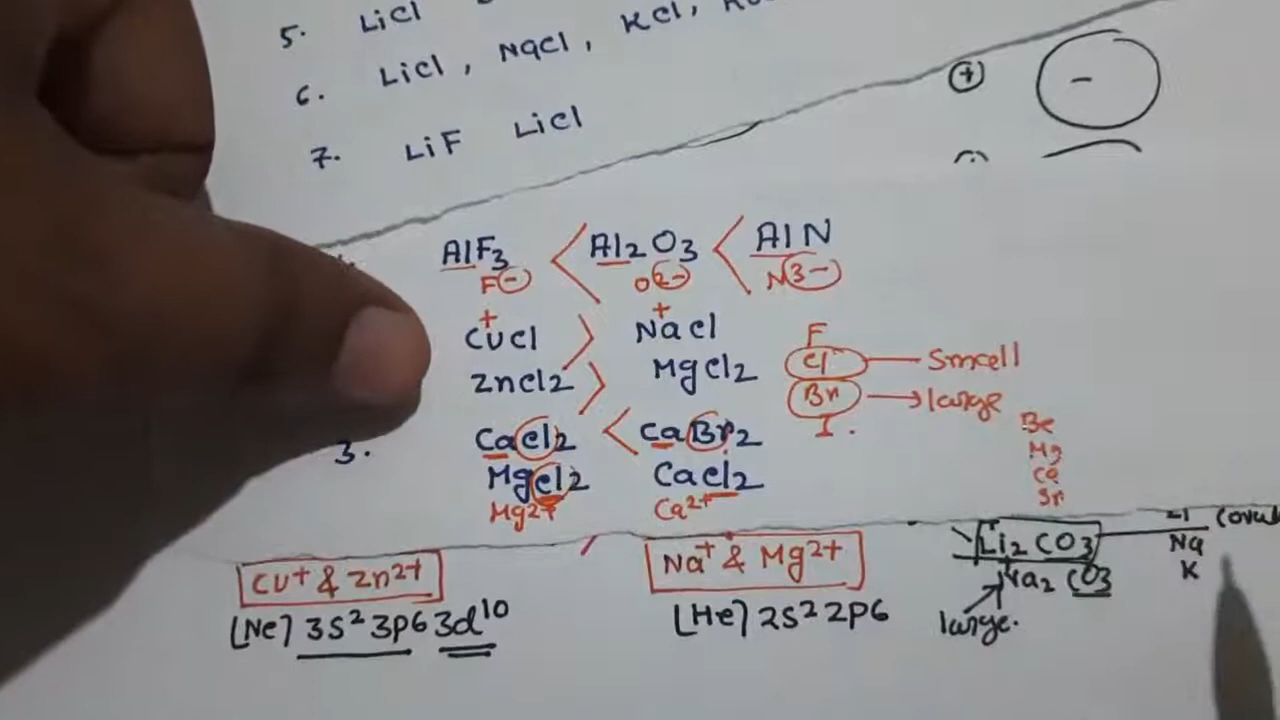 5. LiCl
6. LiCl, NaCl, KCl,
7. LiF LiCl
+ -
AlF3 < Al2O3 < AlN
F- O2- N3-
+ +
CuCl > NaCl
ZnCl2 > MgCl2
F
Cl — Smcell
Br → large
I.
3. CaCl2 < CaBr2
MgCl2 CaCl2
Mg2+ Ca2+
Be
Mg
Ca
Sr
Cu+ & Zn2+
[Ne] 3s2 3p6 3d10
Na+ & Mg2+
[He] 2s2 2p6
Li2CO3
Na2CO3
large.
Li
Na
K